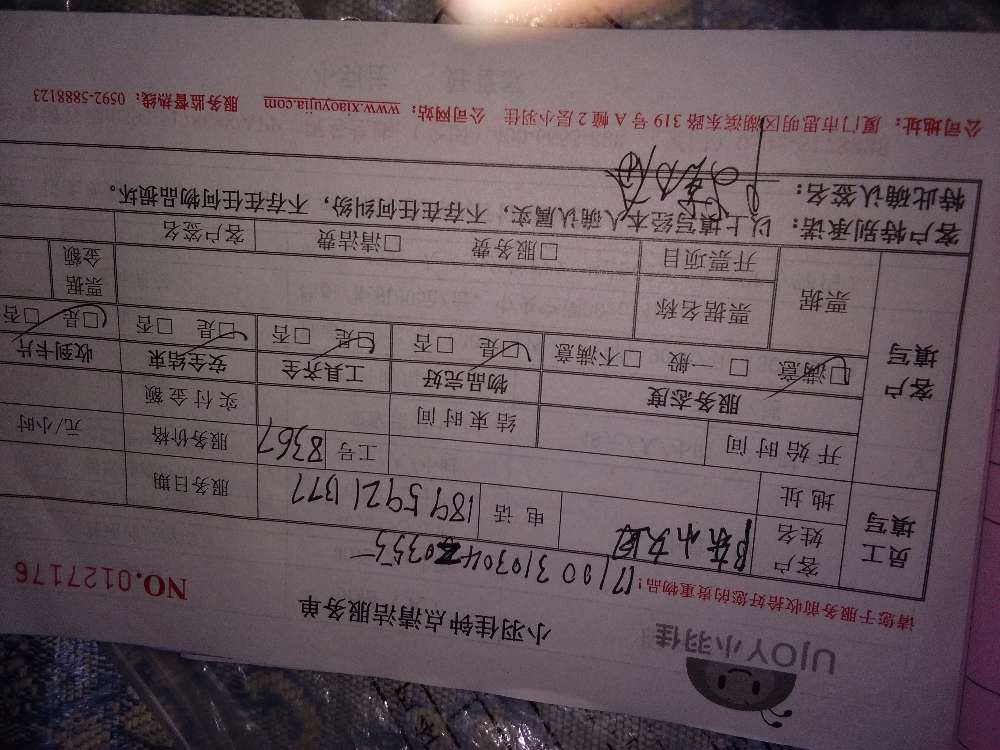 UJOY小羽佳
小羽佳钟点清洁服务单
请您于服务前收拾好您的贵重物品！
NO.0127176
员工填写
客户姓名
陈小姐
电话
18959211377
服务日期
地址
工号
8367
服务价格
元/小时
开始时间
结束时间
实付金额
客户填写
服务态度
物品完好
工具齐全
安全结束
收到卡片
□满意 □一般 □不满意
□是 □否
□是 □否
□是 □否
□是 □否
票据
票据名称
票据金额
开票项目
□服务费 □清洁费
客户签名
客户特别承诺：以上填写经本人确认属实，不存在任何纠纷，不存在任何物品损坏。
特此确认签名：
公司地址：厦门市思明区湖滨东路319号A幢2层小羽佳 公司网站：www.xiaoyujia.com 服务监督热线：0592-5888123